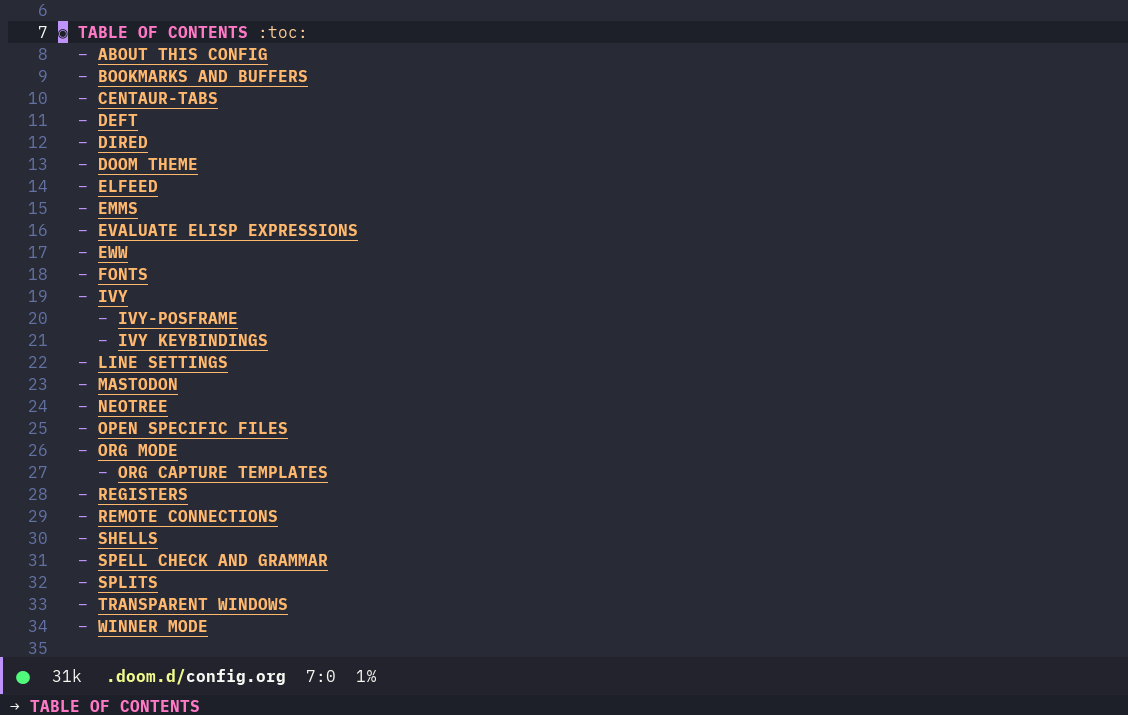 6
7 ◉ TABLE OF CONTENTS :toc:
8 - ABOUT THIS CONFIG
9 - BOOKMARKS AND BUFFERS
10 - CENTAUR-TABS
11 - DEFT
12 - DIRED
13 - DOOM THEME
14 - ELFEED
15 - EMMS
16 - EVALUATE ELISP EXPRESSIONS
17 - EWW
18 - FONTS
19 - IVY
20 - IVY-POSFRAME
21 - IVY KEYBINDINGS
22 - LINE SETTINGS
23 - MASTODON
24 - NEOTREE
25 - OPEN SPECIFIC FILES
26 - ORG MODE
27 - ORG CAPTURE TEMPLATES
28 - REGISTERS
29 - REMOTE CONNECTIONS
30 - SHELLS
31 - SPELL CHECK AND GRAMMAR
32 - SPLITS
33 - TRANSPARENT WINDOWS
34 - WINNER MODE
35
31k .doom.d/config.org 7:0 1%
→ TABLE OF CONTENTS